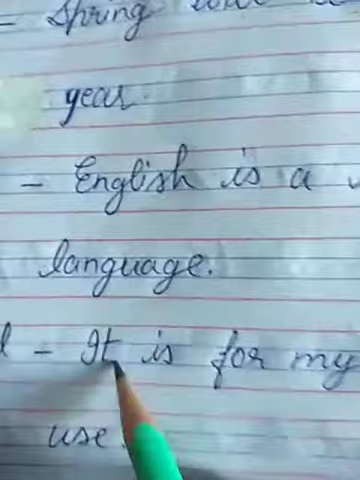 - Spring
year.
- English is a
language.
- It is for my
use.